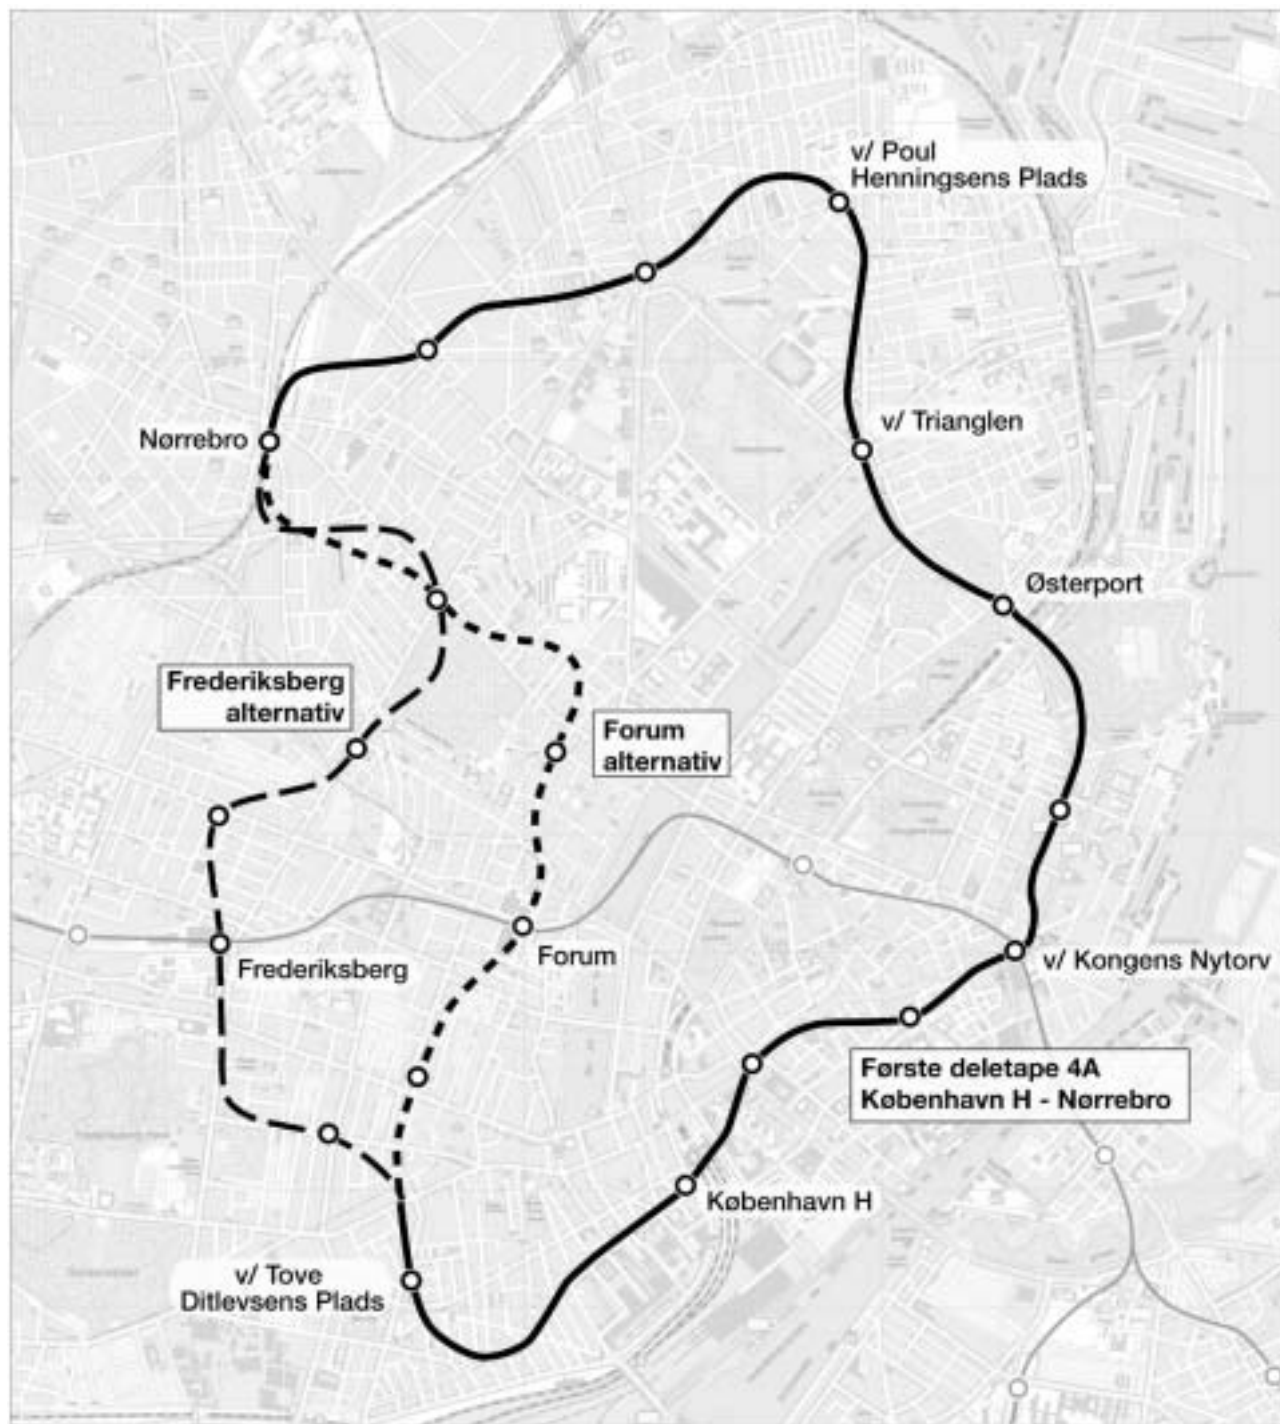 v/ Poul
Henningsens Plads
Nørrebro
v/ Trianglen
Østerport
Frederiksberg
alternativ
Forum
alternativ
Frederiksberg
Forum
v/ Kongens Nytorv
Første deletape 4A
København H - Nørrebro
København H
v/ Tove
Ditlevsens Plads